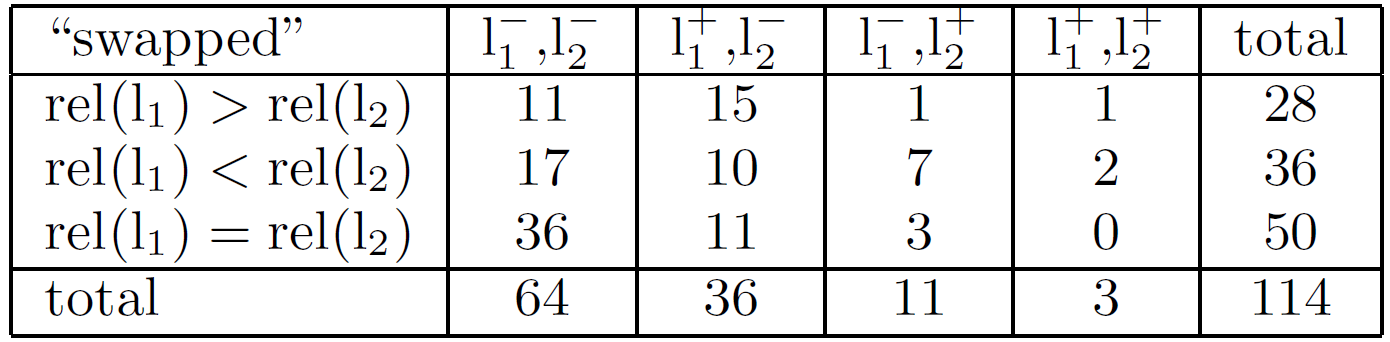 “swapped” l₁⁻,l₂⁻ l₁⁺,l₂⁻ l₁⁻,l₂⁺ l₁⁺,l₂⁺ total
rel(l₁) > rel(l₂) 11 15 1 1 28
rel(l₁) < rel(l₂) 17 10 7 2 36
rel(l₁) = rel(l₂) 36 11 3 0 50
total 64 36 11 3 114